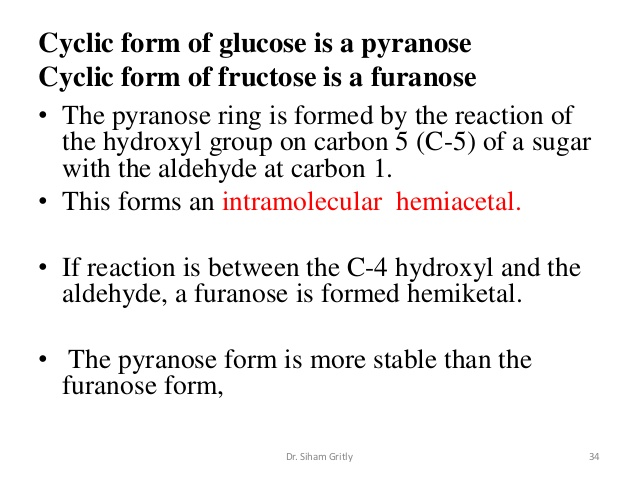 Cyclic form of glucose is a pyranose
Cyclic form of fructose is a furanose
• The pyranose ring is formed by the reaction of
the hydroxyl group on carbon 5 (C-5) of a sugar
with the aldehyde at carbon 1.
• This forms an intramolecular hemiacetal.
• If reaction is between the C-4 hydroxyl and the
aldehyde, a furanose is formed hemiketal.
• The pyranose form is more stable than the
furanose form,
Dr. Siham Gritly
34